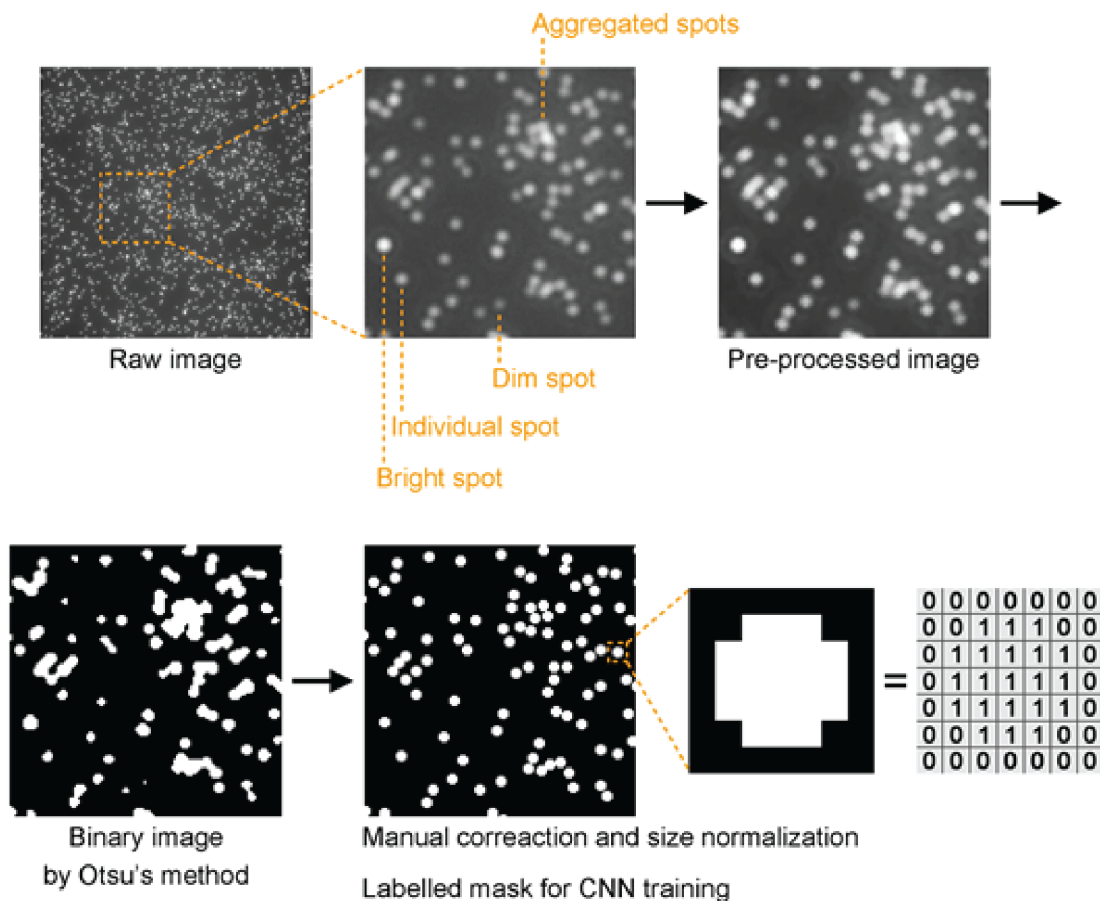 Aggregated spots
Raw image
Pre-processed image
Dim spot
Individual spot
Bright spot
0 0 0 0 0 0 0
0 0 1 1 1 0 0
0 1 1 1 1 1 0
0 1 1 1 1 1 0
0 1 1 1 1 1 0
0 0 1 1 1 0 0
0 0 0 0 0 0 0
=
Binary image
by Otsu's method
Manual correaction and size normalization
Labelled mask for CNN training